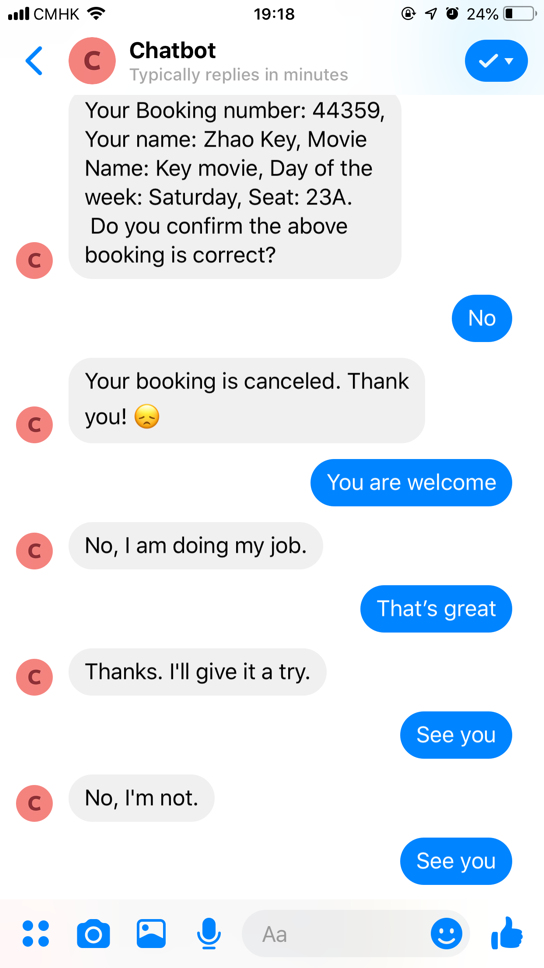 CMHK 19:18 24%
C Chatbot
Typically replies in minutes
Your Booking number: 44359,
Your name: Zhao Key, Movie
Name: Key movie, Day of the
week: Saturday, Seat: 23A.
Do you confirm the above
booking is correct?
C
No
Your booking is canceled. Thank
you! 😞
C
You are welcome
No, I am doing my job.
C
That's great
Thanks. I'll give it a try.
C
See you
No, I'm not.
C
See you
Aa